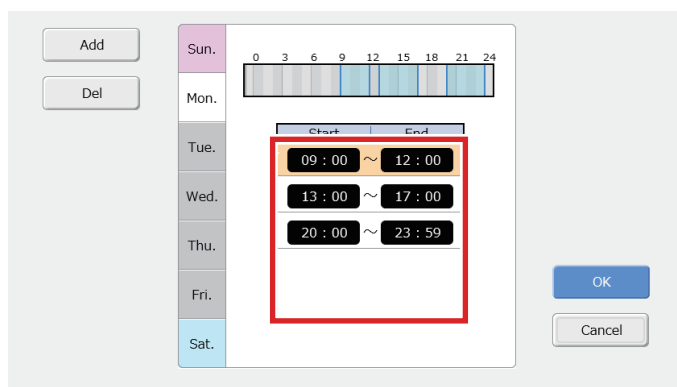 Add
Del
Sun.
Mon.
Tue.
Wed.
Thu.
Fri.
Sat.
0 3 6 9 12 15 18 21 24
Start End
09 : 00 ～ 12 : 00
13 : 00 ～ 17 : 00
20 : 00 ～ 23 : 59
OK
Cancel